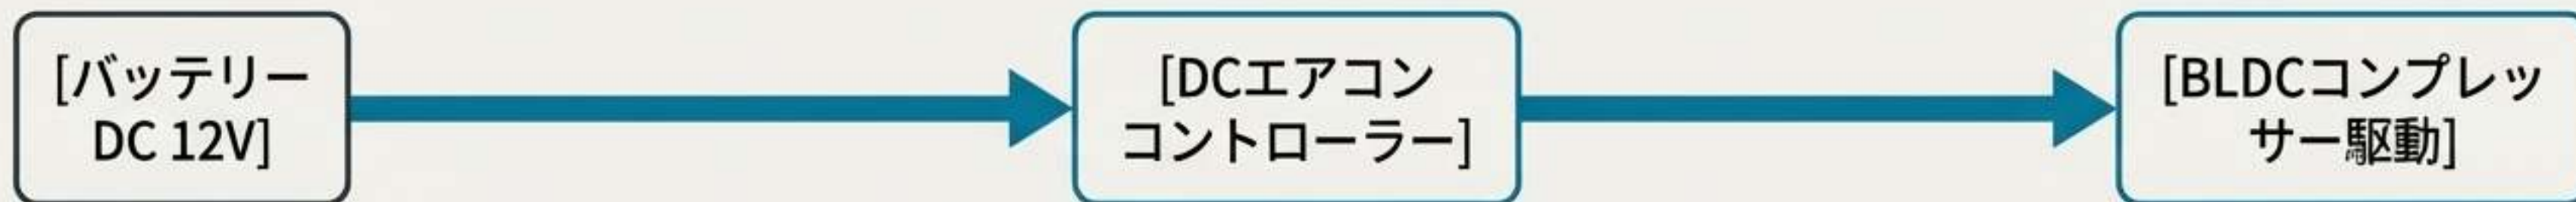 [バッテリー
DC 12V]
[DCエアコン
コントローラー]
[BLDCコンプレッ
サー駆動]